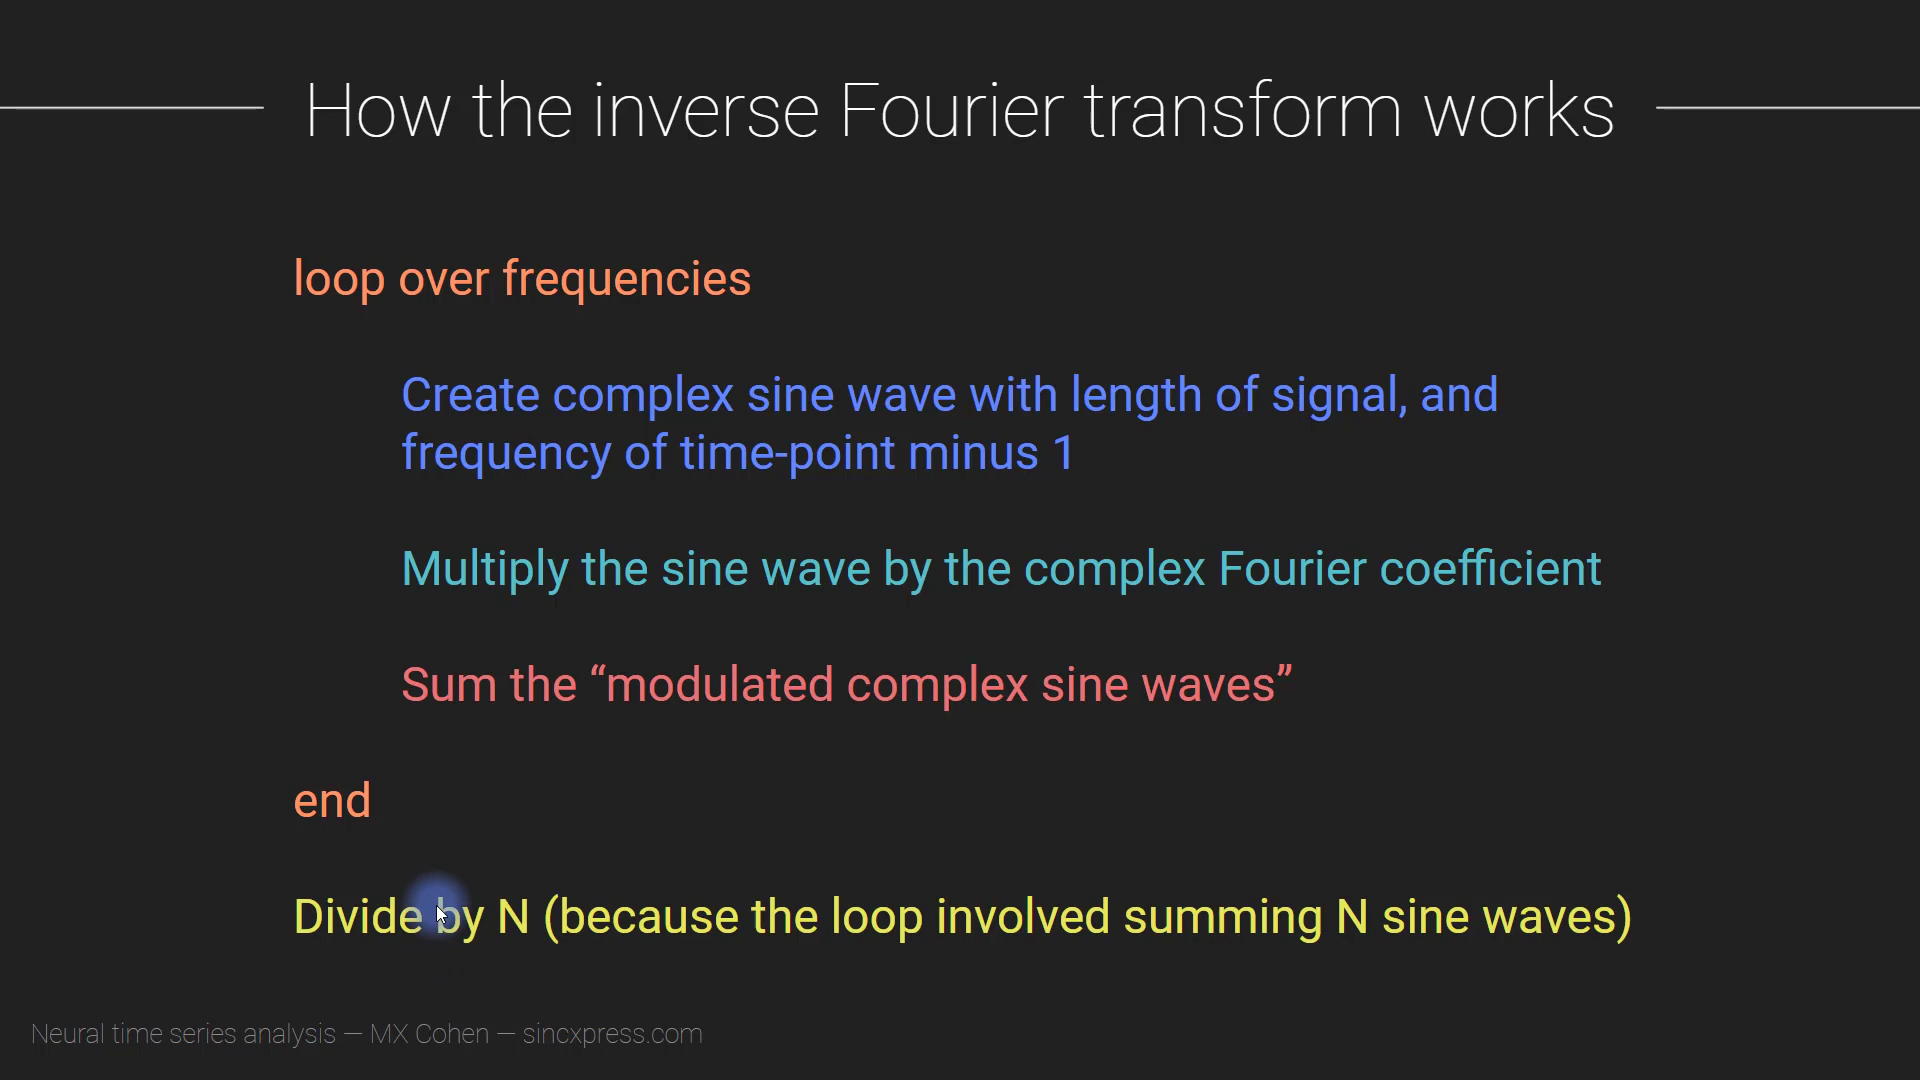 How the inverse Fourier transform works
loop over frequencies
Create complex sine wave with length of signal, and
frequency of time-point minus 1
Multiply the sine wave by the complex Fourier coefficient
Sum the “modulated complex sine waves”
end
Divide by N (because the loop involved summing N sine waves)
Neural time series analysis — MX Cohen — sincxpress.com